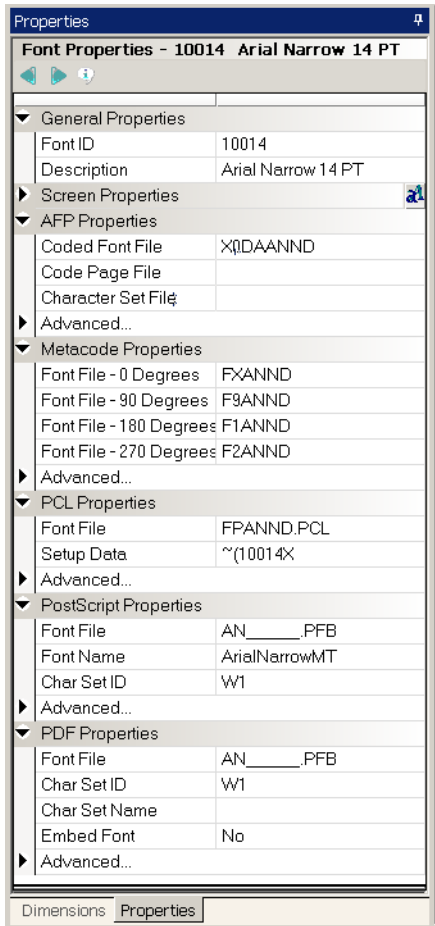 Properties
Font Properties - 10014 Arial Narrow 14 PT
General Properties
Font ID 10014
Description Arial Narrow 14 PT
Screen Properties
AFP Properties
Coded Font File X0DAANND
Code Page File
Character Set File
Advanced...
Metacode Properties
Font File - 0 Degrees FXANND
Font File - 90 Degrees F9ANND
Font File - 180 Degrees F1ANND
Font File - 270 Degrees F2ANND
Advanced...
PCL Properties
Font File FPANND.PCL
Setup Data ~(10014X
Advanced...
PostScript Properties
Font File AN______.PFB
Font Name ArialNarrowMT
Char Set ID W1
Advanced...
PDF Properties
Font File AN______.PFB
Char Set ID W1
Char Set Name
Embed Font No
Advanced...
Dimensions Properties